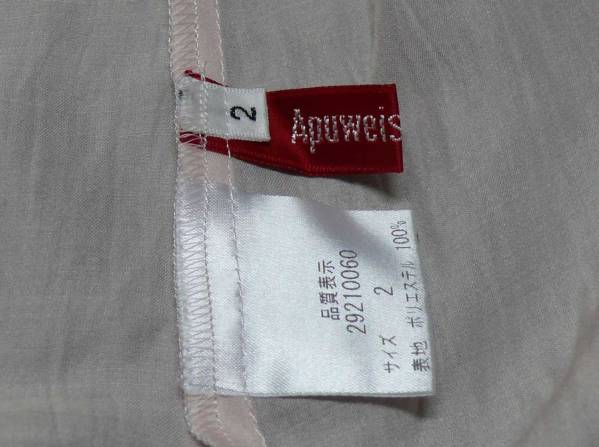 2
Apuweis
品質表示
29210060
サイズ 2
表地 ポリエステル 100%